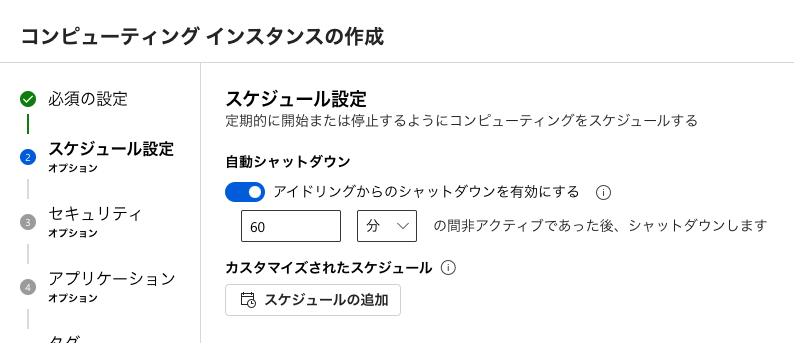 コンピューティング インスタンスの作成
必須の設定
2 スケジュール設定
オプション
3 セキュリティ
オプション
4 アプリケーション
オプション
スケジュール設定
定期的に開始または停止するようにコンピューティングをスケジュールする
自動シャットダウン
アイドリングからのシャットダウンを有効にする
60 分 の間非アクティブであった後、シャットダウンします
カスタマイズされたスケジュール
スケジュールの追加